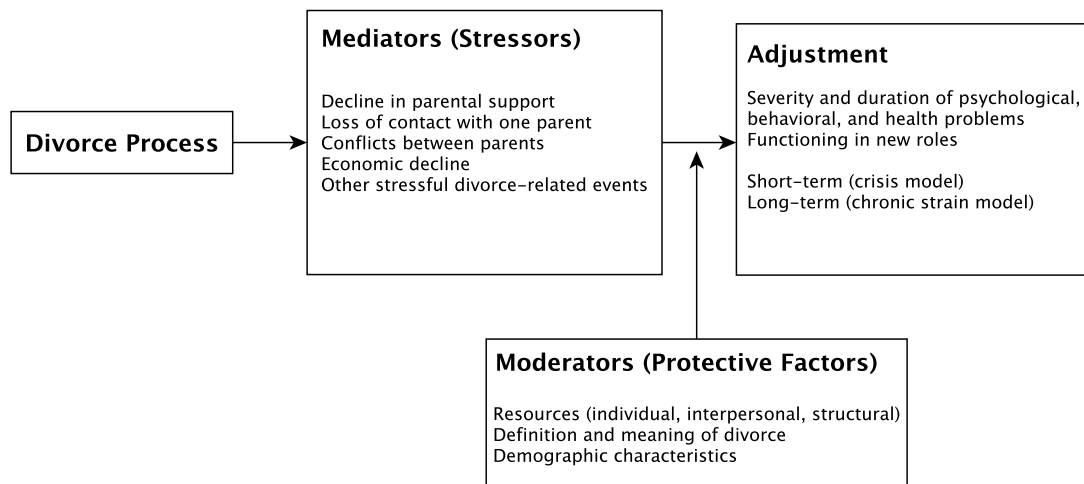 Divorce Process
Mediators (Stressors)
Decline in parental support
Loss of contact with one parent
Conflicts between parents
Economic decline
Other stressful divorce-related events
Adjustment
Severity and duration of psychological,
behavioral, and health problems
Functioning in new roles
Short-term (crisis model)
Long-term (chronic strain model)
Moderators (Protective Factors)
Resources (individual, interpersonal, structural)
Definition and meaning of divorce
Demographic characteristics